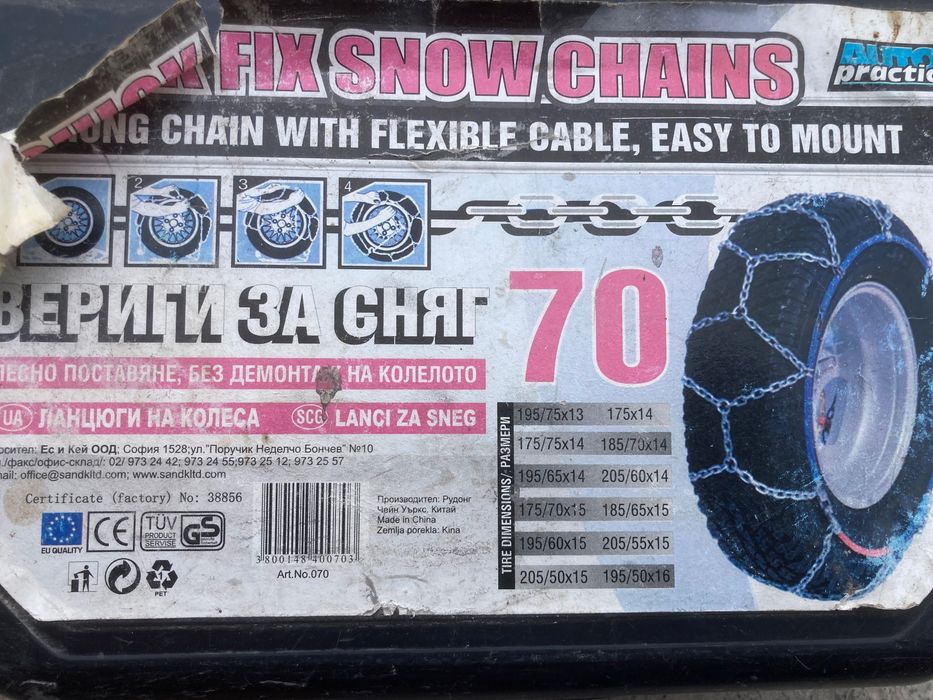 FIX SNOW CHAINS
AUTO
practic
CHAIN WITH FLEXIBLE CABLE, EASY TO MOUNT
2 3 4
ВЕРИГИ ЗА СНЯГ
70
ЛЕСНО ПОСТАВЯНЕ, БЕЗ ДЕМОНТАЖ НА КОЛЕЛОТО
UA ЛАНЦЮГИ НА КОЛЕСА SCG LANCI ZA SNEG
осител: Ес и Кей ООД; София 1528;ул."Поручик Неделчо Бончев" №10
./факс/офис-склад/: 02/ 973 24 42; 973 24 55;973 25 12; 973 25 57
ail: office@sandkltd.com; www.sandkltd.com
Certificate (factory) No: 38856
EU QUALITY
CE
TÜV
PRODUCT
SERVISE
GS
3 800148 400703
Art.No.070
Производител: Рудонг
Чейн Уъркс, Китай
Made in China
Zemlja porekla: Kina
1
PET
TIRE DIMENSIONS/ РАЗМЕРИ
195/75x13 175x14
175/75x14 185/70x14
195/65x14 205/60x14
175/70x15 185/65x15
195/60x15 205/55x15
205/50x15 195/50x16